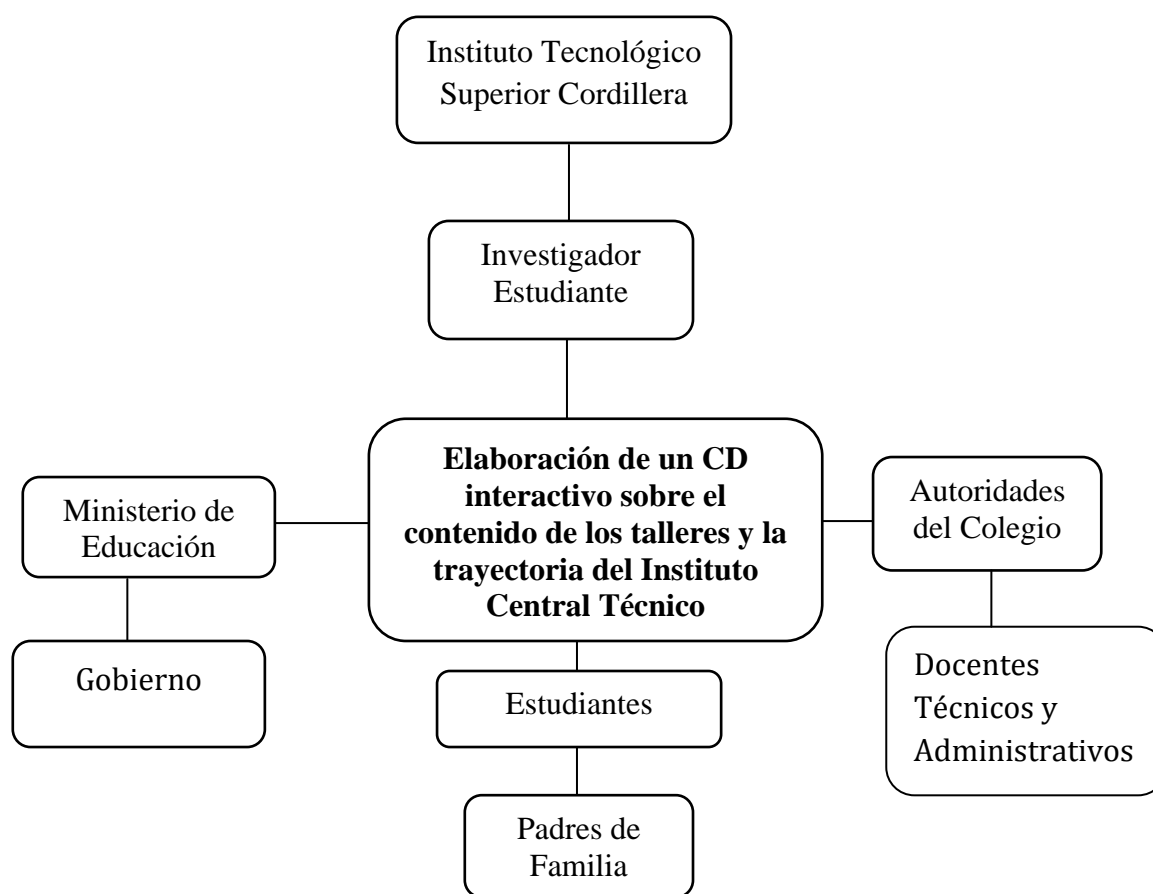 Instituto Tecnológico
Superior Cordillera
Investigador
Estudiante
Elaboración de un CD
interactivo sobre el
contenido de los talleres y la
trayectoria del Instituto
Central Técnico
Ministerio de
Educación
Autoridades
del Colegio
Gobierno
Estudiantes
Docentes
Técnicos y
Administrativos
Padres de
Familia